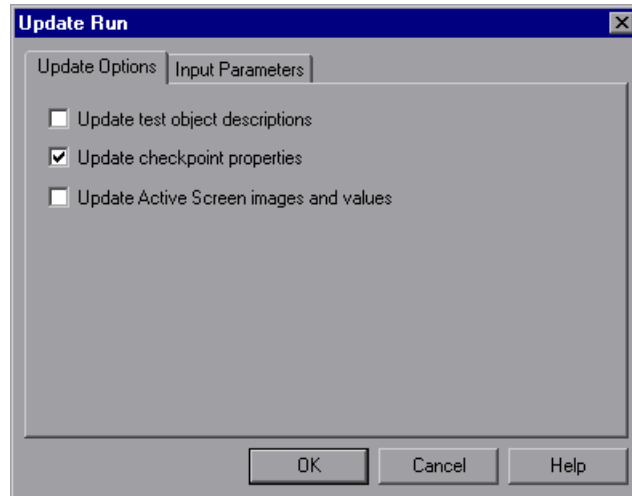 Update Run
Update Options Input Parameters
Update test object descriptions
Update checkpoint properties
Update Active Screen images and values
OK Cancel Help